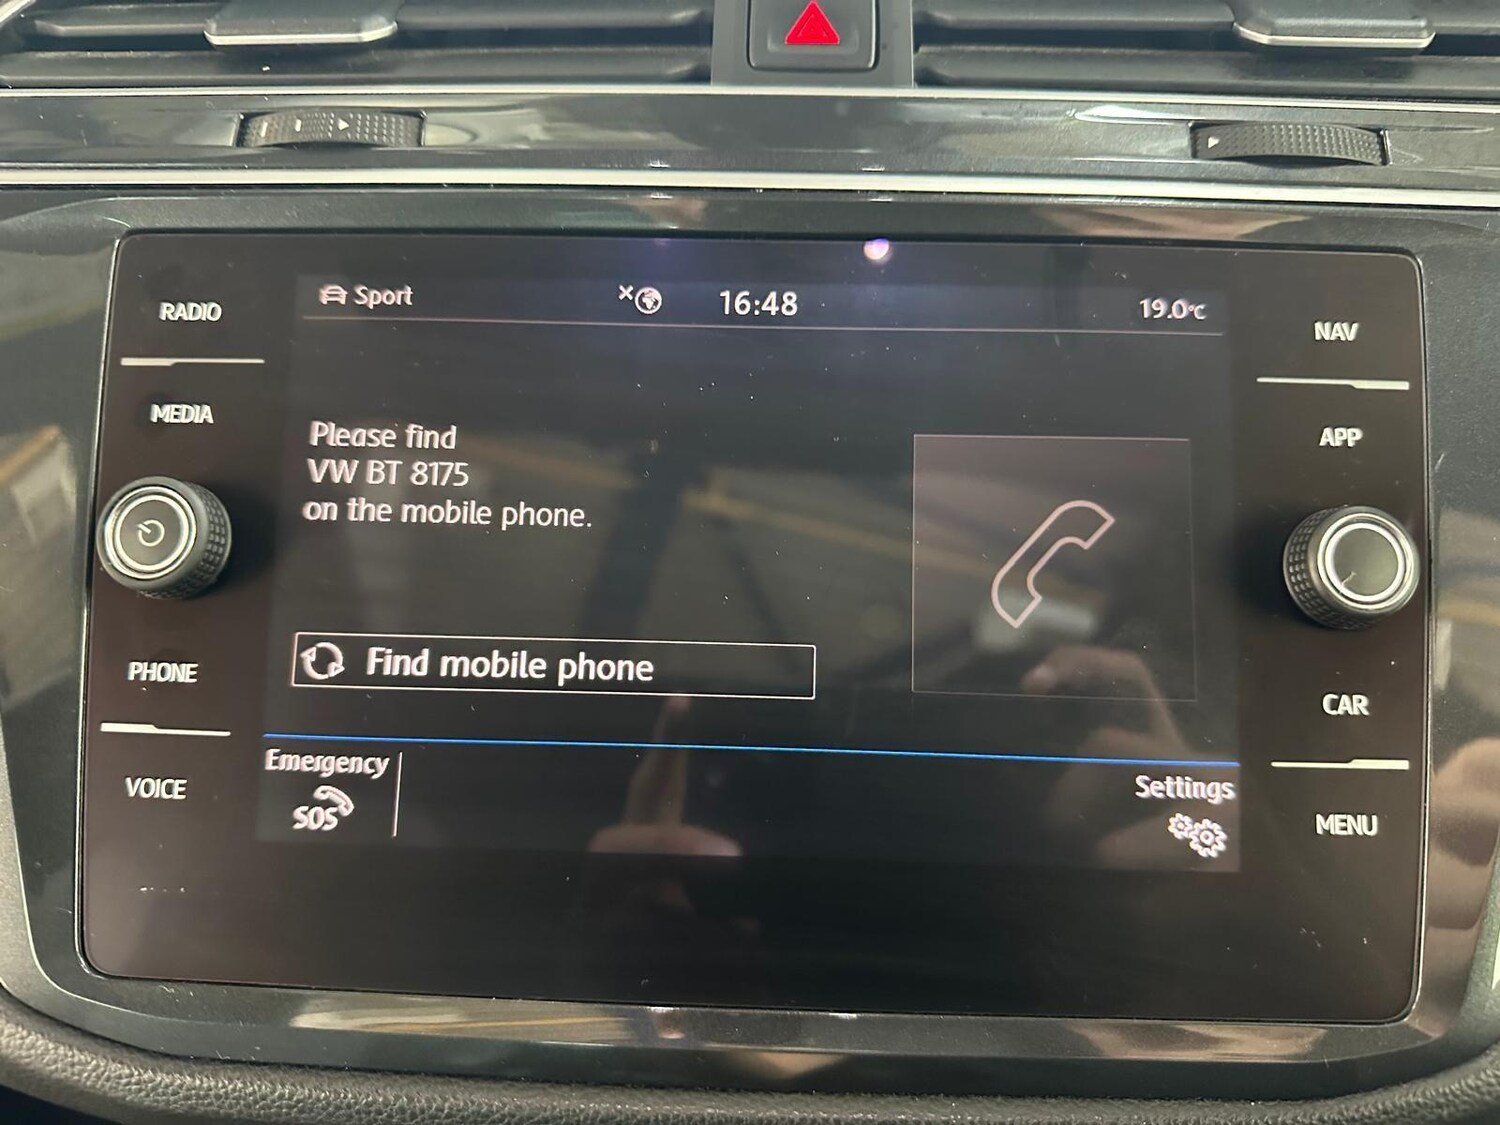 RADIO
MEDIA
PHONE
VOICE
Sport
16:48
19.0°C
Please find
VW BT 8175
on the mobile phone.
Find mobile phone
Emergency
SOS
Settings
NAV
APP
CAR
MENU